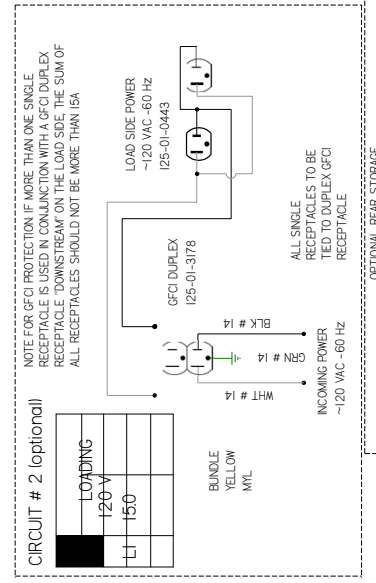 CIRCUIT # 2 (optional)
NOTE FOR GFCI PROTECTION IF MORE THAN ONE SINGLE
RECEPTACLE IS USED IN CONJUNCTION WITH A GFCI DUPLEX
RECEPTACLE "DOWNSTREAM" ON THE LOAD SIDE, THE SUM OF
ALL RECEPTACLES SHOULD NOT BE MORE THAN 15A
LOADING
120 V
L1 15.0
BUNDLE
YELLOW
MYL
GFCI DUPLEX
125-01-3178
LOAD SIDE POWER
~120 VAC -60 Hz
125-01-0443
WHT # 14
GRN # 14
BLK # 14
INCOMING POWER
~120 VAC -60 Hz
ALL SINGLE
RECEPTACLES TO BE
TIED TO DUPLEX GFCI
RECEPTACLE
OPTIONAL REAR STORAGE